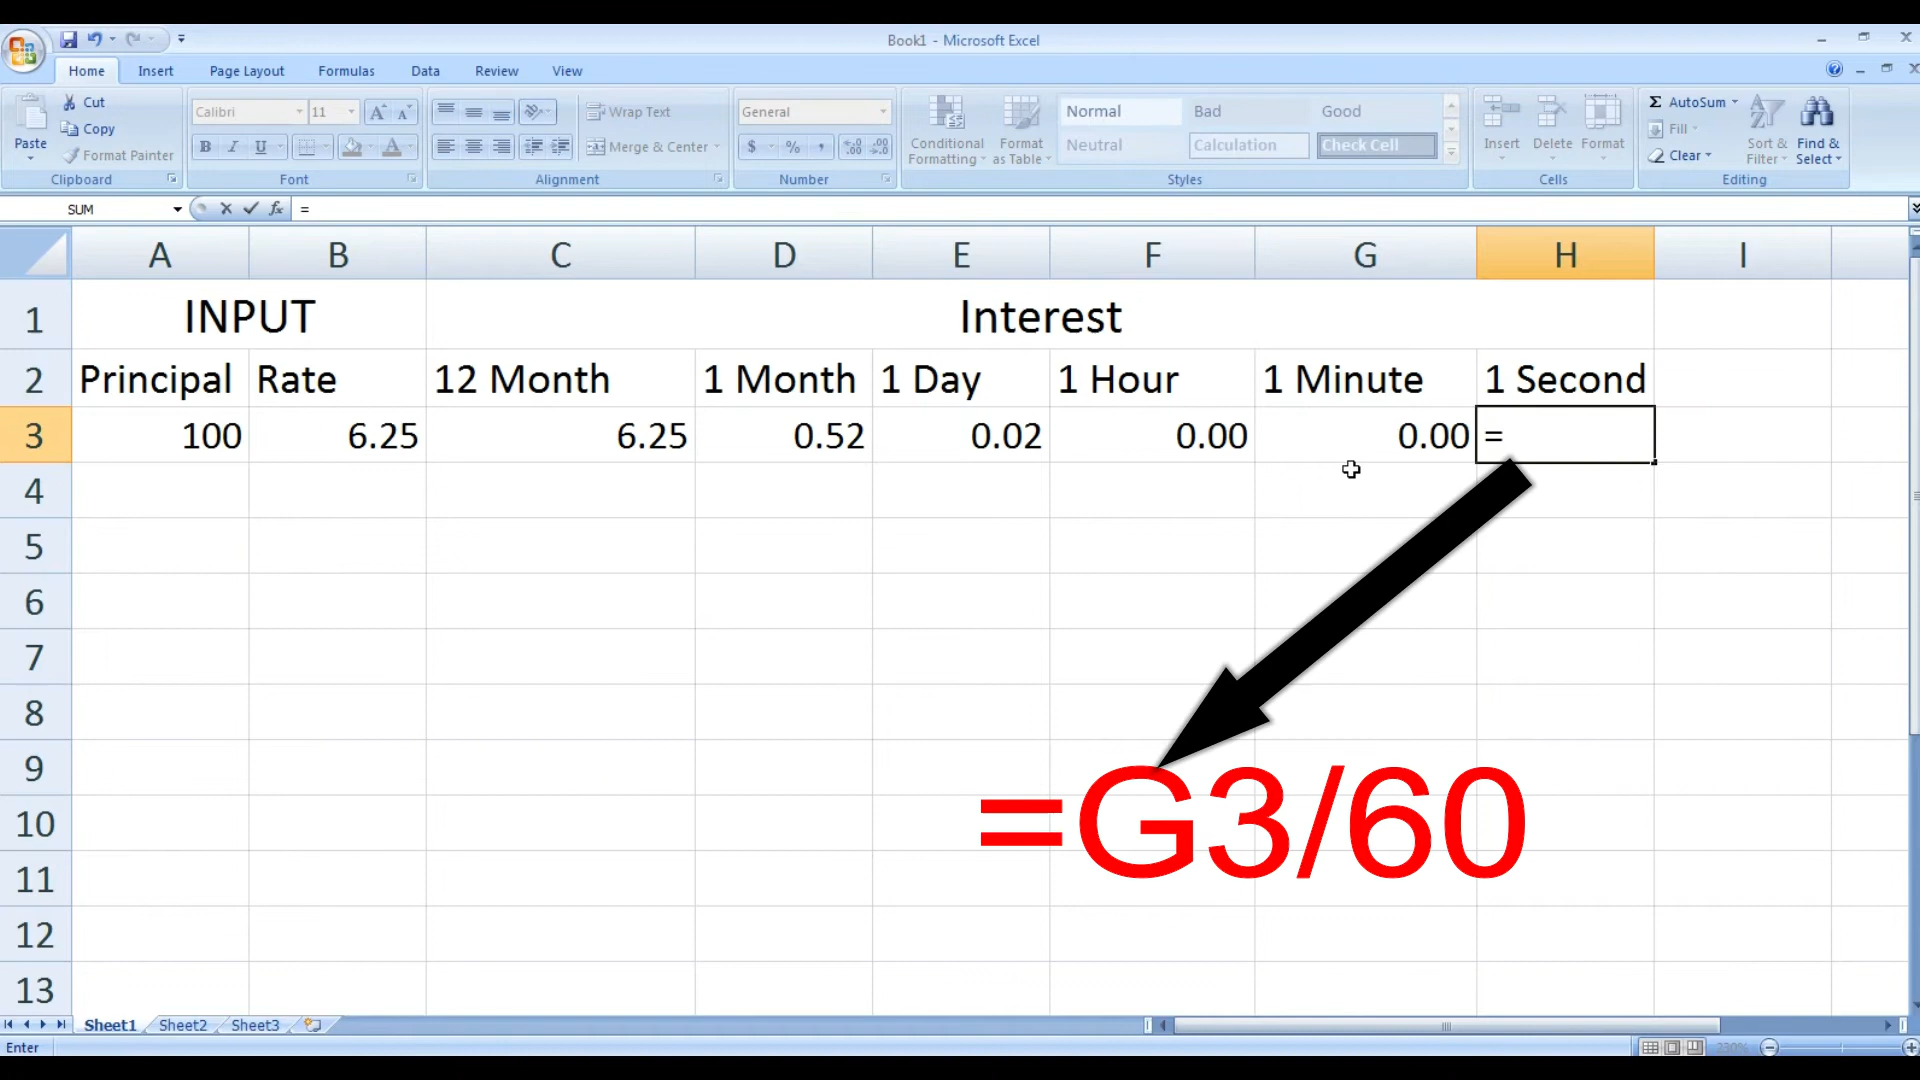 Book1 - Microsoft Excel
Home Insert Page Layout Formulas Data Review View
Paste
Cut
Copy
Format Painter
Clipboard
Calibri 11
B I U
Font
Wrap Text
Merge & Center
Alignment
General
$ % ,
Number
Conditional Formatting
Format as Table
Normal Bad Good
Neutral Calculation Check Cell
Styles
Insert Delete Format
Cells
Σ AutoSum
Fill
Clear
Sort & Filter
Find & Select
Editing
SUM fx =
A B C D E F G H I
1 INPUT Interest
2 Principal Rate 12 Month 1 Month 1 Day 1 Hour 1 Minute 1 Second
3 100 6.25 6.25 0.52 0.02 0.00 0.00 =
4
5
6
7
8
9
=G3/60
10
11
12
13
Sheet1 Sheet2 Sheet3
Enter
230%